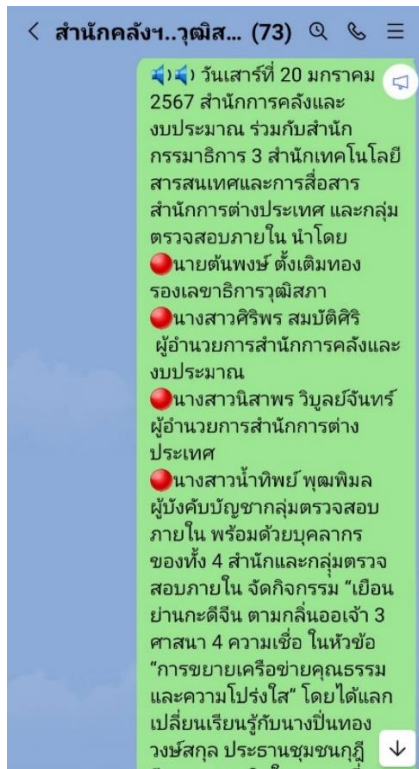 สำนักคลังฯ..วุฒิส... (73)
วันเสาร์ที่ 20 มกราคม
2567 สำนักการคลังและ
งบประมาณ ร่วมกับสำนัก
กรรมาธิการ 3 สำนักเทคโนโลยี
สารสนเทศและการสื่อสาร
สำนักการต่างประเทศ และกลุ่ม
ตรวจสอบภายใน นำโดย
นายต้นพงษ์ ตั้งเติมทอง
รองเลขาธิการวุฒิสภา
นางสาวศิริพร สมบัติศิริ
ผู้อำนวยการสำนักการคลังและ
งบประมาณ
นางสาวนิสาพร วิบูลย์จันทร์
ผู้อำนวยการสำนักการต่าง
ประเทศ
นางสาวน้ำทิพย์ พุฒพิมล
ผู้บังคับบัญชากลุ่มตรวจสอบ
ภายใน พร้อมด้วยบุคลากร
ของทั้ง 4 สำนักและกลุ่มตรวจ
สอบภายใน จัดกิจกรรม “เยือน
ย่านกะดีจีน ตามกลิ่นออเจ้า 3
ศาสนา 4 ความเชื่อ ในหัวข้อ
“การขยายเครือข่ายคุณธรรม
และความโปร่งใส” โดยได้แลก
เปลี่ยนเรียนรู้กับนางปิ่นทอง
วงษ์สกุล ประธานชุมชนกุฎี